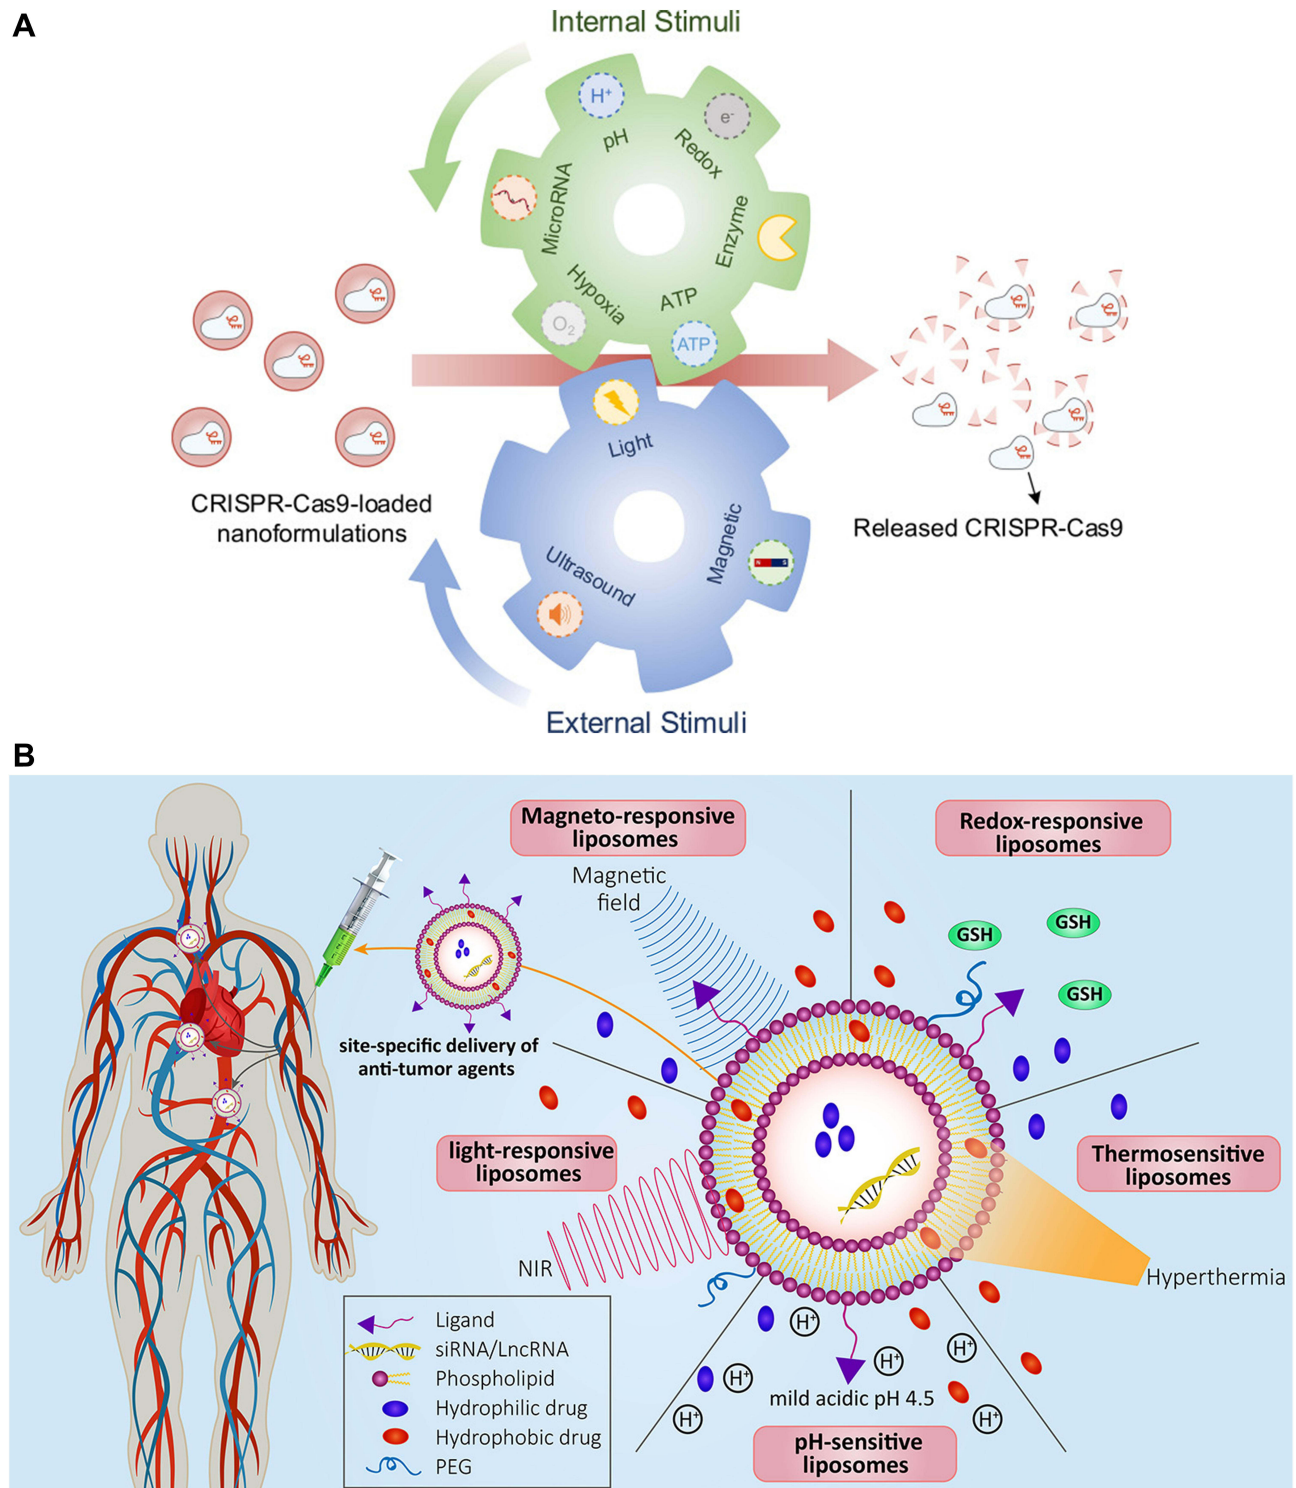 A
Internal Stimuli
H⁺
pH
e⁻
Redox
MicroRNA
Enzyme
Hypoxia
O₂
ATP
ATP
Light
Magnetic
N S
Ultrasound
CRISPR-Cas9-loaded
nanoformulations
Released CRISPR-Cas9
External Stimuli
B
Magneto-responsive
liposomes
Redox-responsive
liposomes
Magnetic
field
GSH
GSH
GSH
site-specific delivery of
anti-tumor agents
light-responsive
liposomes
Thermosensitive
liposomes
NIR
Hyperthermia
Ligand
siRNA/LncRNA
Phospholipid
Hydrophilic drug
Hydrophobic drug
PEG
H⁺
H⁺
H⁺
H⁺
H⁺
H⁺
mild acidic pH 4.5
pH-sensitive
liposomes